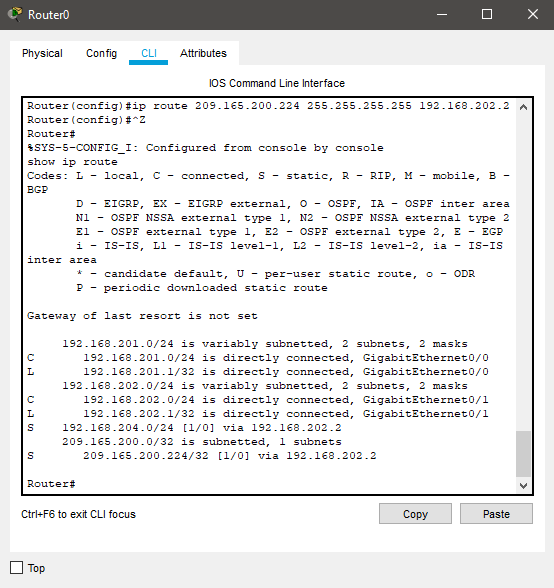 Router0
Physical Config CLI Attributes
IOS Command Line Interface
Router(config)#ip route 209.165.200.224 255.255.255.255 192.168.202.2
Router(config)#^Z
Router#
%SYS-5-CONFIG_I: Configured from console by console
show ip route
Codes: L - local, C - connected, S - static, R - RIP, M - mobile, B -
BGP
D - EIGRP, EX - EIGRP external, O - OSPF, IA - OSPF inter area
N1 - OSPF NSSA external type 1, N2 - OSPF NSSA external type 2
E1 - OSPF external type 1, E2 - OSPF external type 2, E - EGP
i - IS-IS, L1 - IS-IS level-1, L2 - IS-IS level-2, ia - IS-IS
inter area
* - candidate default, U - per-user static route, o - ODR
P - periodic downloaded static route
Gateway of last resort is not set
192.168.201.0/24 is variably subnetted, 2 subnets, 2 masks
C 192.168.201.0/24 is directly connected, GigabitEthernet0/0
L 192.168.201.1/32 is directly connected, GigabitEthernet0/0
192.168.202.0/24 is variably subnetted, 2 subnets, 2 masks
C 192.168.202.0/24 is directly connected, GigabitEthernet0/1
L 192.168.202.1/32 is directly connected, GigabitEthernet0/1
S 192.168.204.0/24 [1/0] via 192.168.202.2
209.165.200.0/32 is subnetted, 1 subnets
S 209.165.200.224/32 [1/0] via 192.168.202.2
Router#
Ctrl+F6 to exit CLI focus Copy Paste
Top